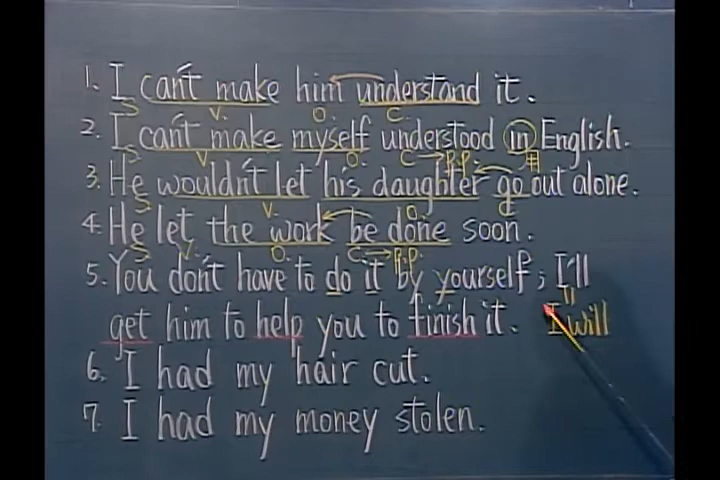 1. I can't make him understand it.
S V. O. C.
2. I can't make myself understood in English.
S V. O. C→p.p. 用
3. He wouldn't let his daughter go out alone.
S V. O. C
4. He let the work be done soon.
S V. O. C→p.p.
5. You don't have to do it by yourself; I'll
get him to help you to finish it. I will
6. I had my hair cut.
7. I had my money stolen.